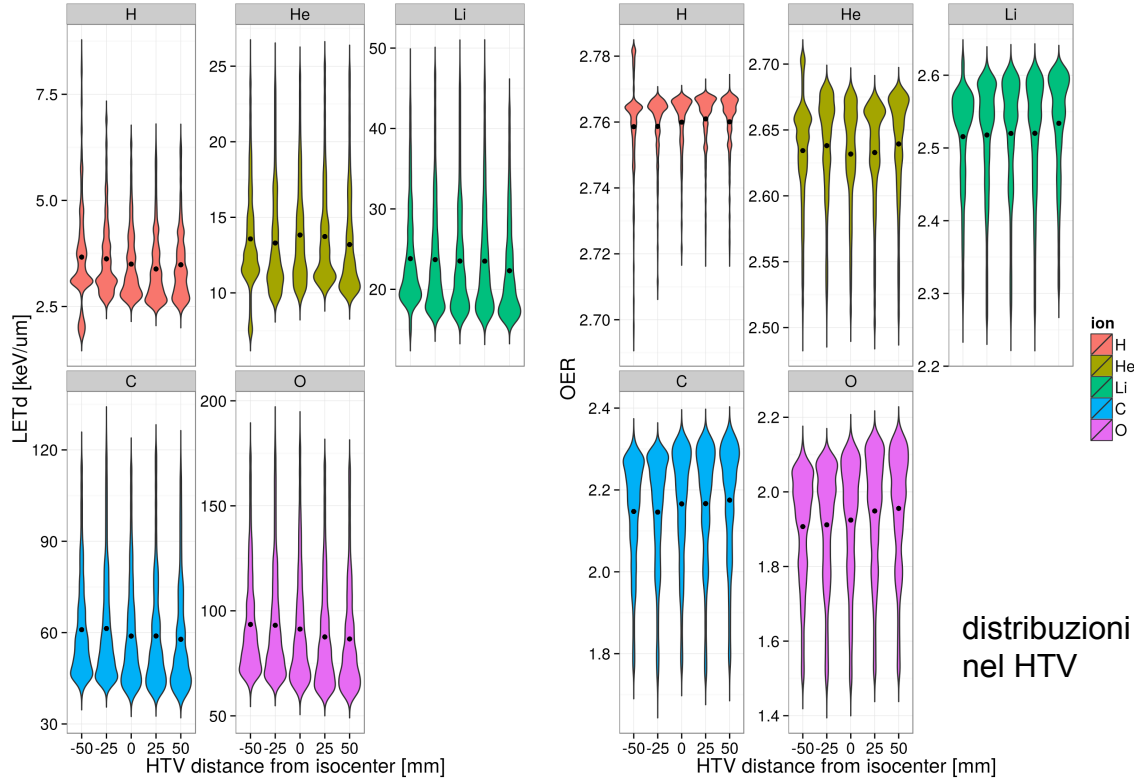 H He Li
LETd [keV/um]
7.5
5.0
2.5
25
20
15
10
50
40
30
20
C O
120
90
60
30
200
150
100
50
-50 -25 0 25 50 -50 -25 0 25 50
HTV distance from isocenter [mm]
H He Li
OER
2.78
2.76
2.74
2.72
2.70
2.70
2.65
2.60
2.55
2.50
2.6
2.5
2.4
2.3
2.2
C O
2.4
2.2
2.0
1.8
2.2
2.0
1.8
1.6
1.4
-50 -25 0 25 50 -50 -25 0 25 50
HTV distance from isocenter [mm]
ion
H
He
Li
C
O
distribuzioni
nel HTV